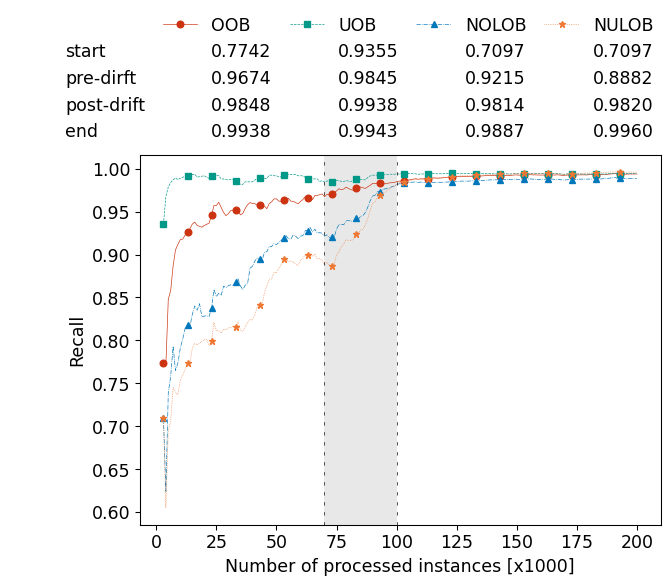 OOB UOB NOLOB NULOB
start 0.7742 0.9355 0.7097 0.7097
pre-dirft 0.9674 0.9845 0.9215 0.8882
post-drift 0.9848 0.9938 0.9814 0.9820
end 0.9938 0.9943 0.9887 0.9960
1.00
0.95
0.90
0.85
0.80
0.75
0.70
0.65
0.60
Recall
0 25 50 75 100 125 150 175 200
Number of processed instances [x1000]